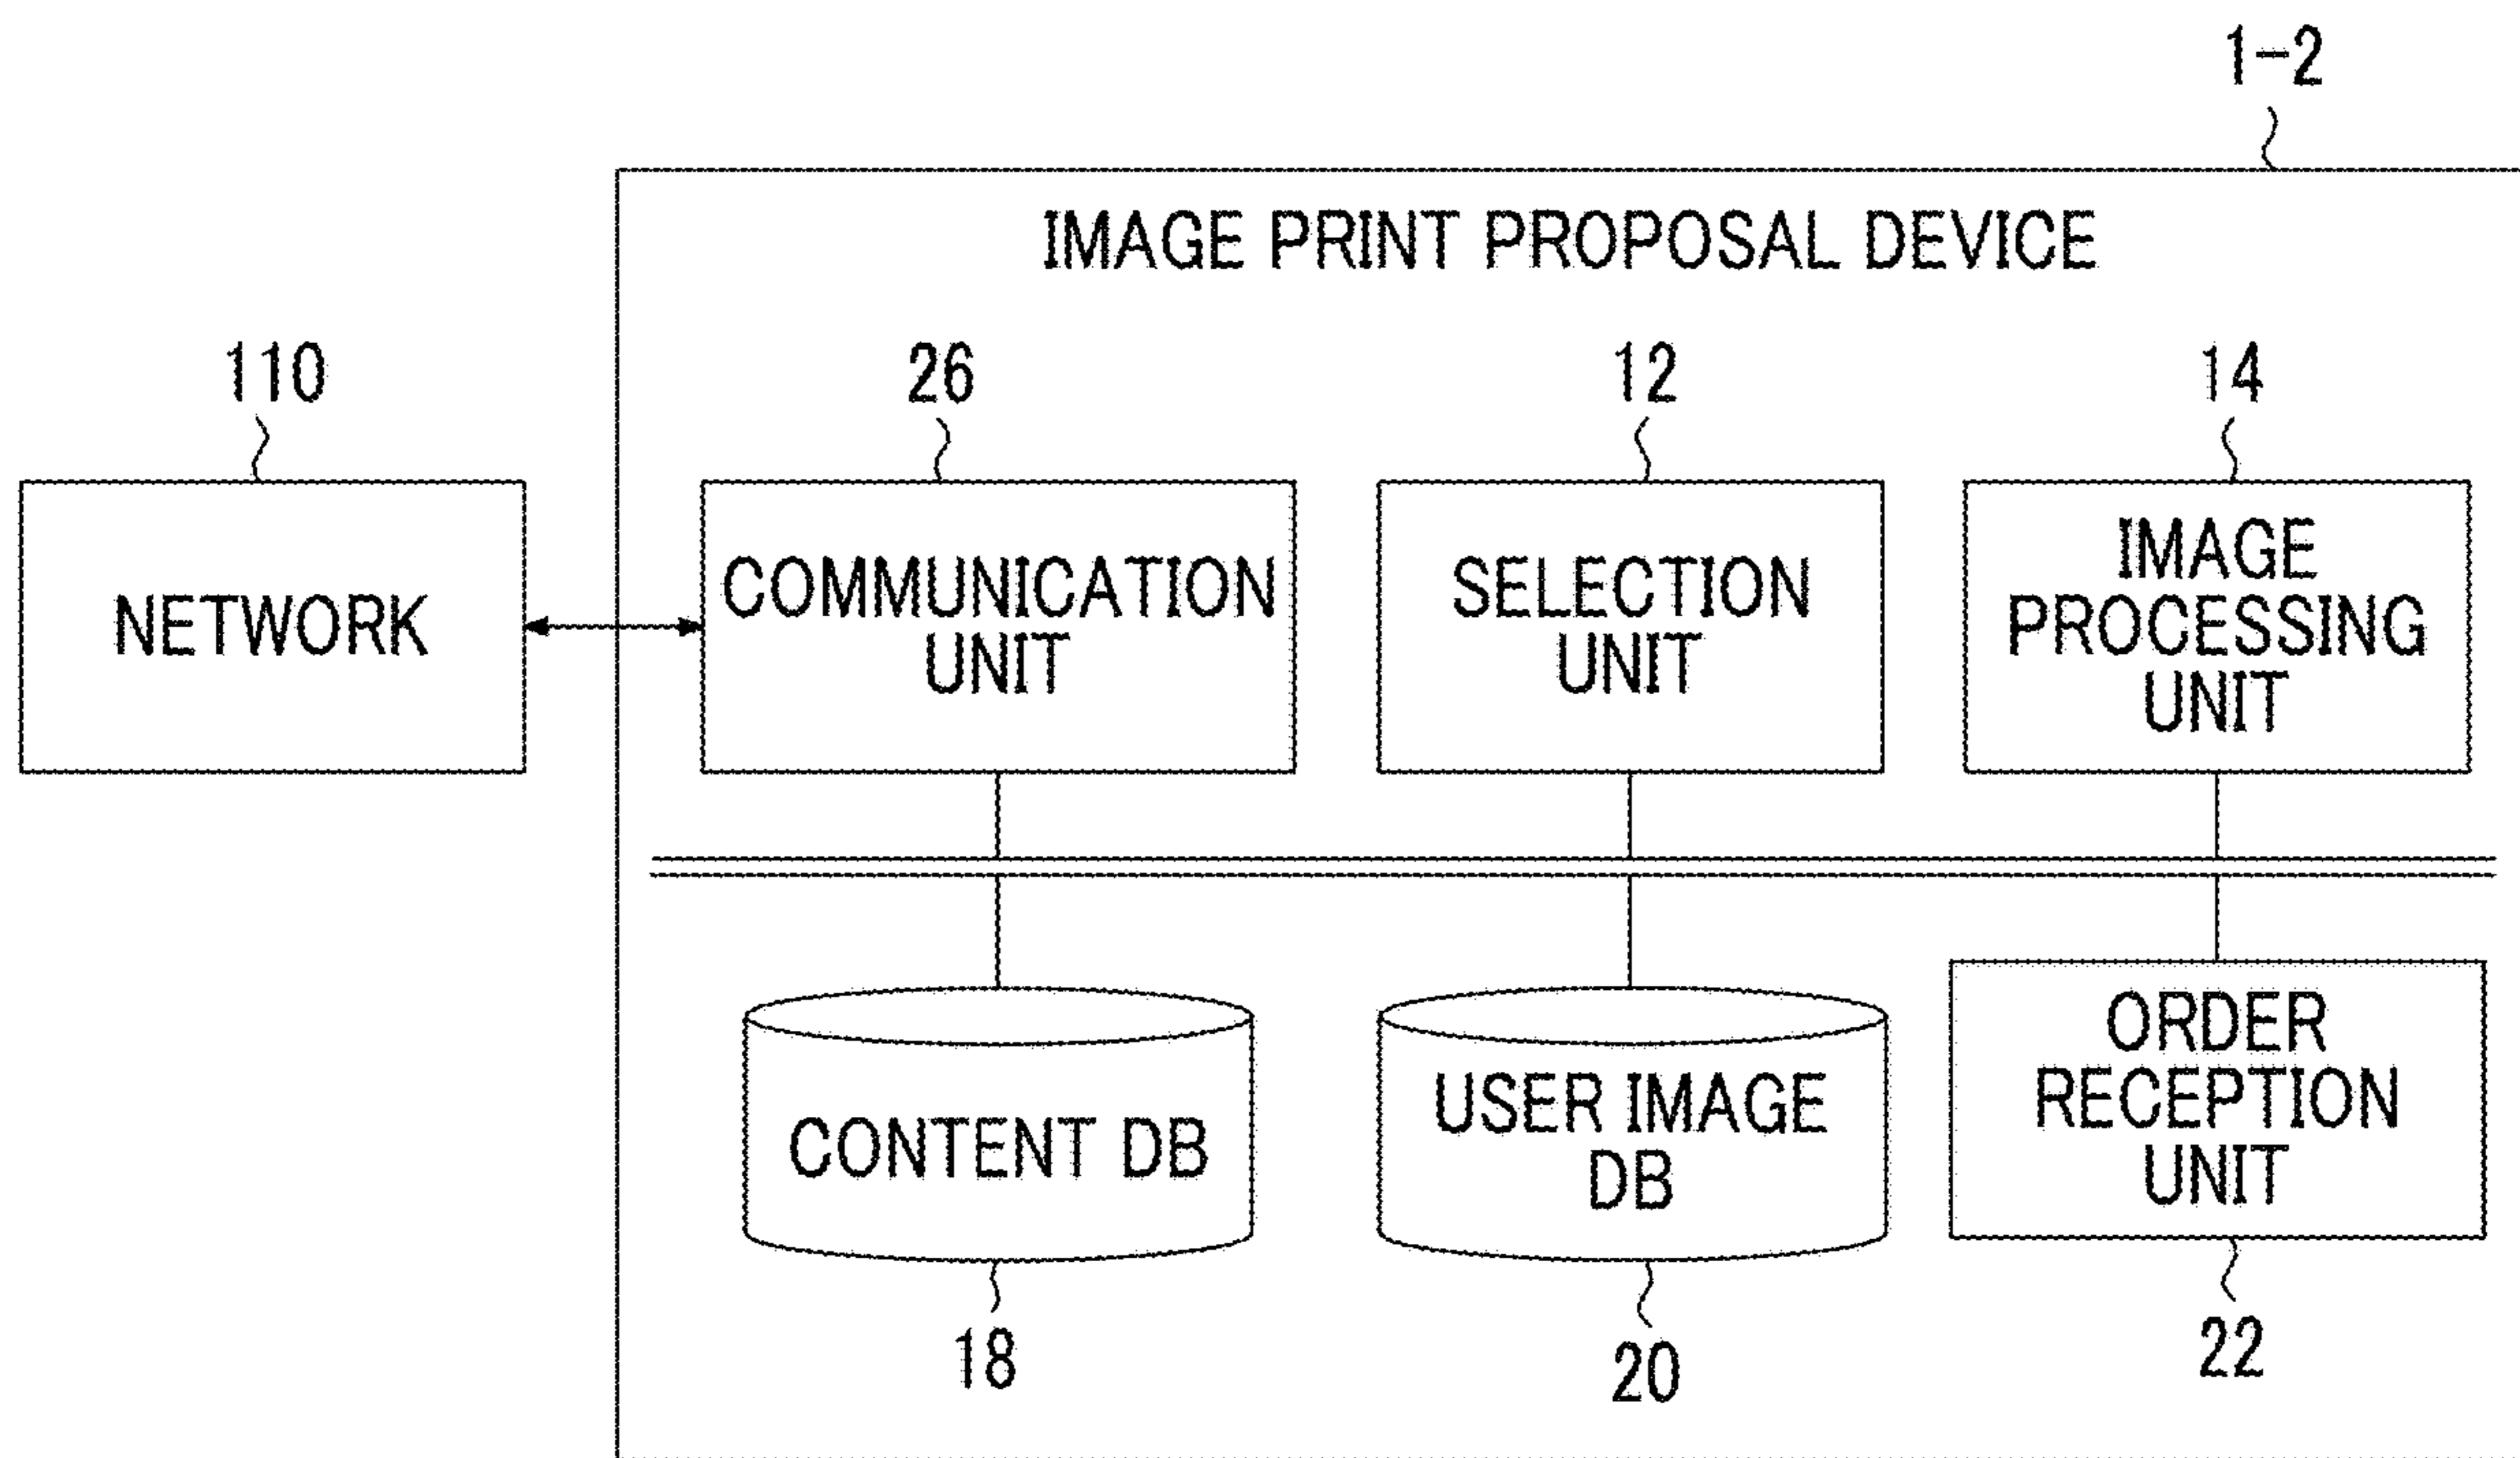 1-2
IMAGE PRINT PROPOSAL DEVICE
110
26
12
14
NETWORK
COMMUNICATION
UNIT
SELECTION
UNIT
IMAGE
PROCESSING
UNIT
CONTENT DB
USER IMAGE
DB
ORDER
RECEPTION
UNIT
18
20
22